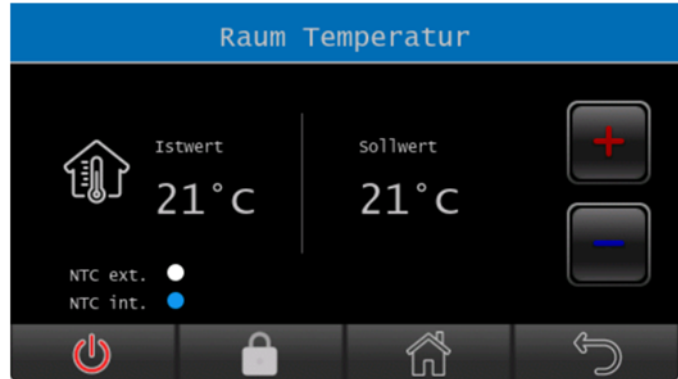 Raum Temperatur
Istwert
Sollwert
21°C
21°C
NTC ext.
NTC int.